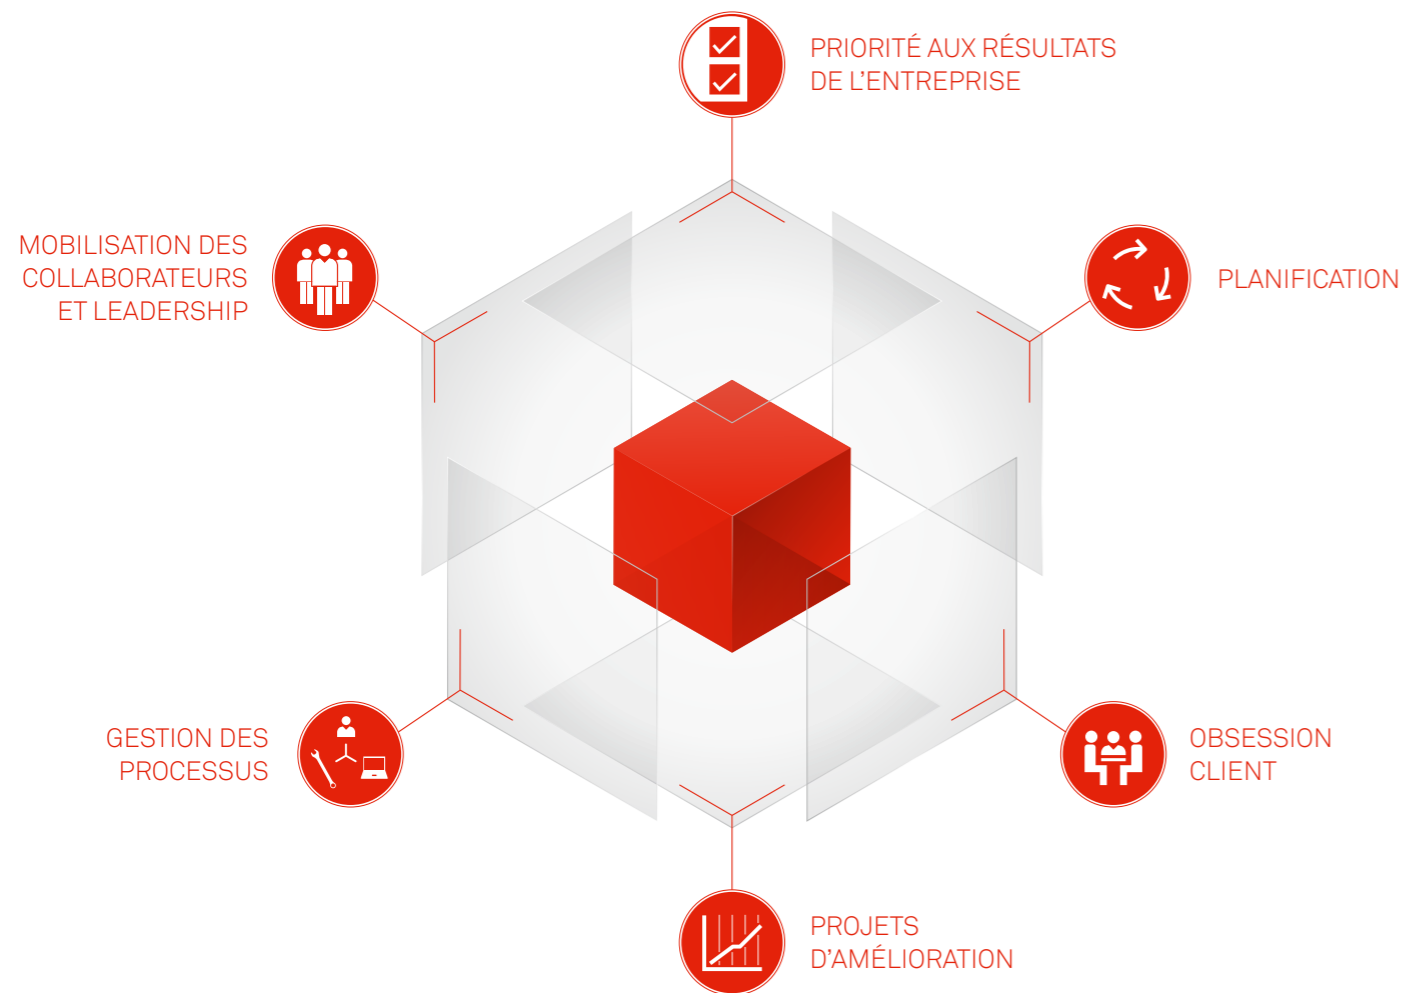 PRIORITÉ AUX RÉSULTATS
DE L'ENTREPRISE
MOBILISATION DES
COLLABORATEURS
ET LEADERSHIP
PLANIFICATION
GESTION DES
PROCESSUS
OBSESSION
CLIENT
PROJETS
D'AMÉLIORATION